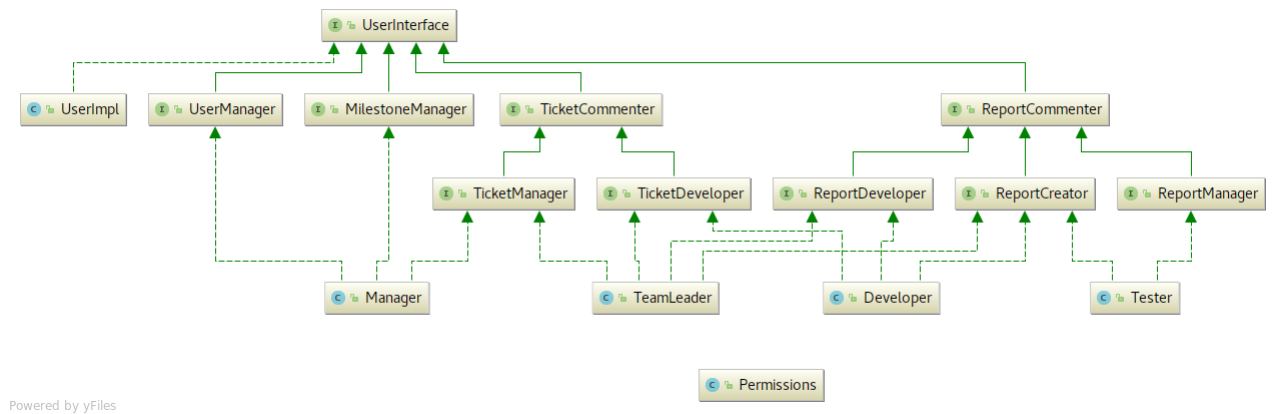 UserInterface
UserImpl
UserManager
MilestoneManager
TicketCommenter
ReportCommenter
TicketManager
TicketDeveloper
ReportDeveloper
ReportCreator
ReportManager
Manager
TeamLeader
Developer
Tester
Permissions
Powered by yFiles